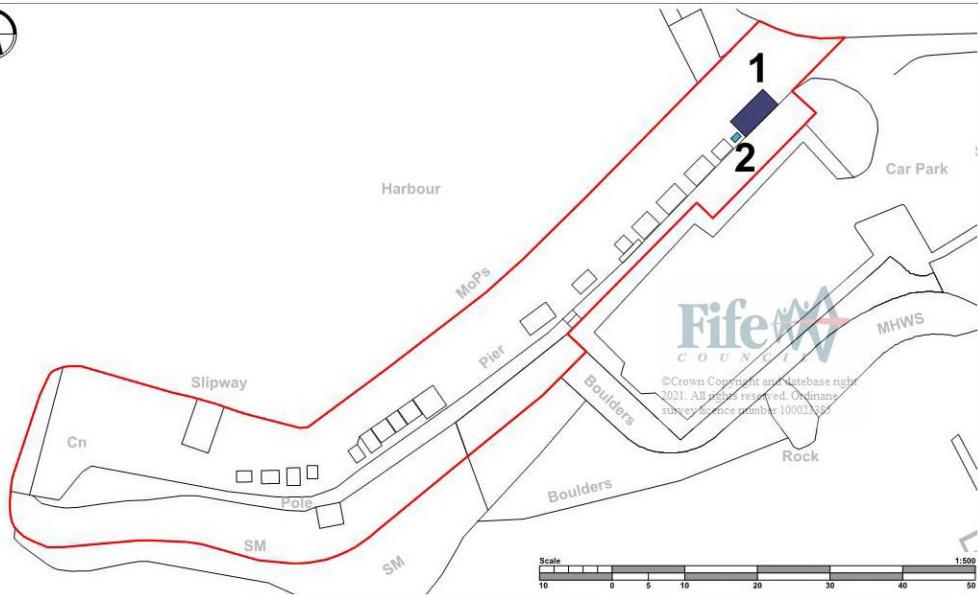 1
2
Harbour
Car Park
MoPs
Fife
COUNCIL
MHWS
Pier
©Crown Copyright and database right
2021. All rights reserved. Ordinane
survey licence number 100023385
Slipway
Boulders
Cn
Rock
Boulders
Pole
SM
SM
Scale
1:500
10 0 5 10 20 30 40 50